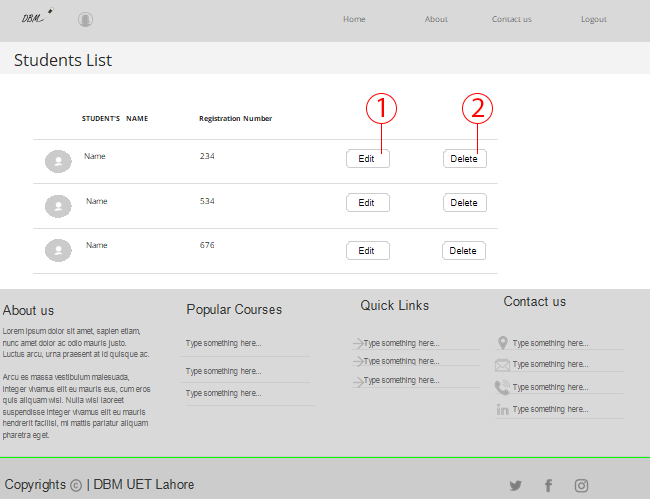 DBM
Home About Contact us Logout
Students List
1 2
STUDENT'S NAME Registration Number
Name 234 Edit Delete
Name 534 Edit Delete
Name 676 Edit Delete
About us Popular Courses Quick Links Contact us
Lorem ipsum dolor sit amet, sapien etiam,
nunc amet dolor ac odio mauris justo.
Luctus arcu, urna praesent at id quisque ac.
Arcu es massa vestibulum malesuada,
integer vivamus elit eu mauris eus, cum eros
quis aliquam wisi. Nulla wisi laoreet
suspendisse integer vivamus elit eu mauris
hendrerit facilisi, mi mattis pariatur aliquam
pharetra eget.
Type something here...
Type something here...
Type something here...
Type something here...
Type something here...
Type something here...
Type something here...
Type something here...
Type something here...
Type something here...
Copyrights © | DBM UET Lahore